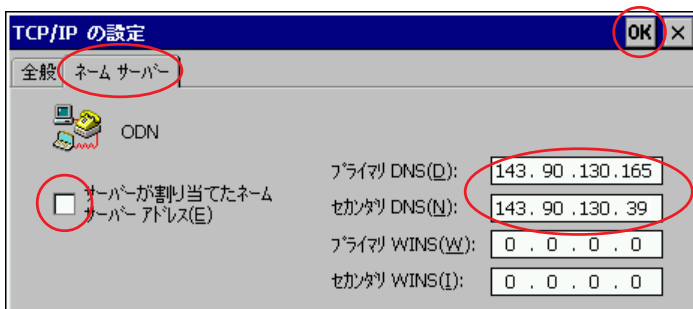 TCP/IP の設定 OK ×
全般 ネーム サーバー
ODN
サーバーが割り当てたネーム
サーバー アドレス(E)
プライマリ DNS(D): 143. 90 .130.165
セカンダリ DNS(N): 143. 90 .130. 39
プライマリ WINS(W): 0 . 0 . 0 . 0
セカンダリ WINS(I): 0 . 0 . 0 . 0